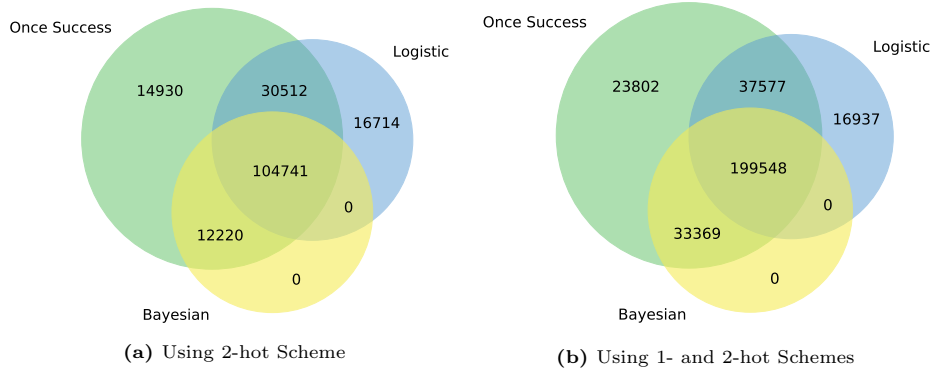 Once Success
Logistic
14930
30512
16714
104741
0
12220
0
Bayesian
(a) Using 2-hot Scheme
Once Success
Logistic
23802
37577
16937
199548
0
33369
0
Bayesian
(b) Using 1- and 2-hot Schemes